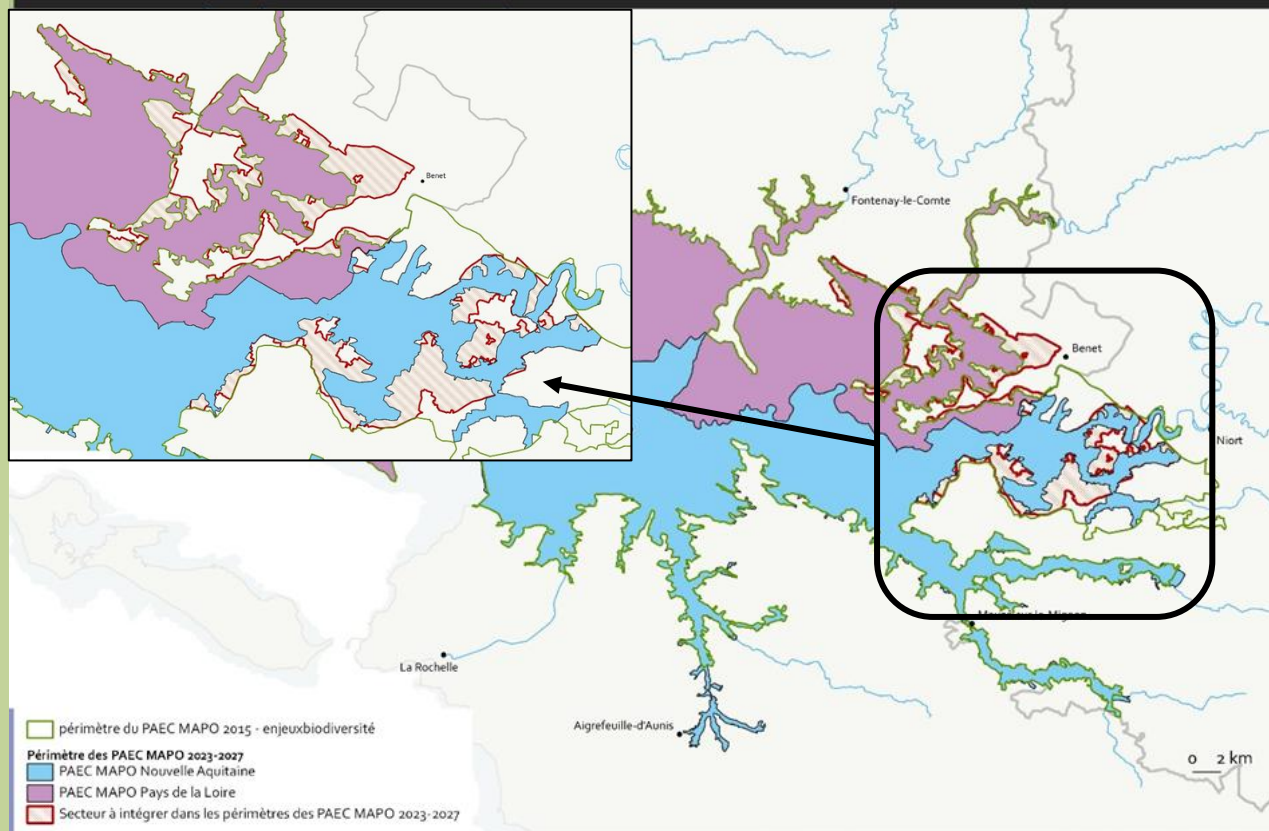 Benet
Fontenay-le-Comte
Benet
Niort
La Rochelle
Aigrefeuille-d'Aunis
0 2 km
périmètre du PAEC MAPO 2015 - enjeuxbiodiversité
Périmètre des PAEC MAPO 2023-2027
PAEC MAPO Nouvelle Aquitaine
PAEC MAPO Pays de la Loire
Secteur à intégrer dans les périmètres des PAEC MAPO 2023-2027